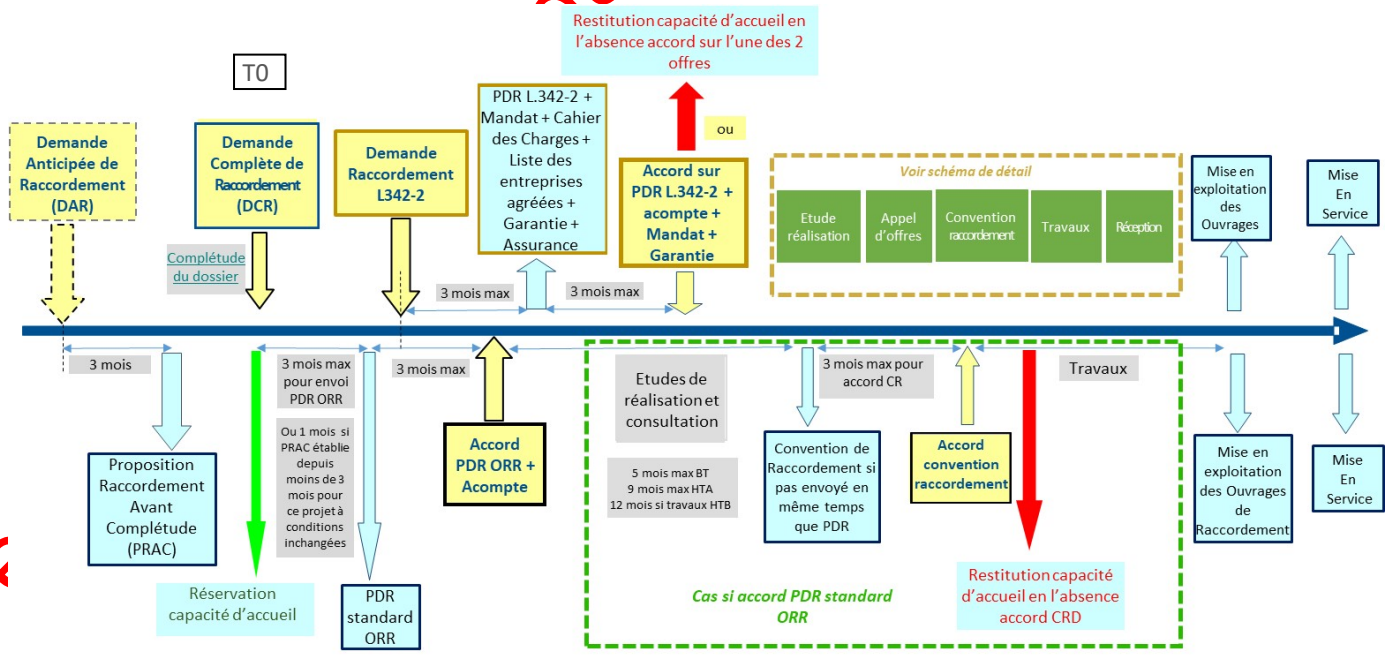 Restitution capacité d’accueil en
l’absence accord sur l’une des 2
offres
T0
Demande
Anticipée de
Raccordement
(DAR)
Demande
Complète de
Raccordement
(DCR)
Demande
Raccordement
L342-2
PDR L.342-2 +
Mandat + Cahier
des Charges +
Liste des
entreprises
agréées +
Garantie +
Assurance
ou
Accord sur
PDR L.342-2 +
acompte +
Mandat +
Garantie
Voir schéma de détail
Etude
réalisation
Appel
d’offres
Convention
raccordement
Travaux
Réception
Mise en
exploitation
des
Ouvrages
Mise
En
Service
Complétude
du dossier
3 mois max
3 mois max
3 mois
3 mois max
pour envoi
PDR ORR
3 mois max
Ou 1 mois si
PRAC établie
depuis
moins de 3
mois pour
ce projet à
conditions
inchangées
Proposition
Raccordement
Avant
Complétude
(PRAC)
Réservation
capacité d’accueil
PDR
standard
ORR
Accord
PDR ORR +
Acompte
Etudes de
réalisation et
consultation
5 mois max BT
9 mois max HTA
12 mois si travaux HTB
3 mois max pour
accord CR
Convention de
Raccordement si
pas envoyé en
même temps
que PDR
Accord
convention
raccordement
Travaux
Cas si accord PDR standard
ORR
Restitution capacité
d’accueil en l’absence
accord CRD
Mise en
exploitation
des Ouvrages
de
Raccordement
Mise
En
Service